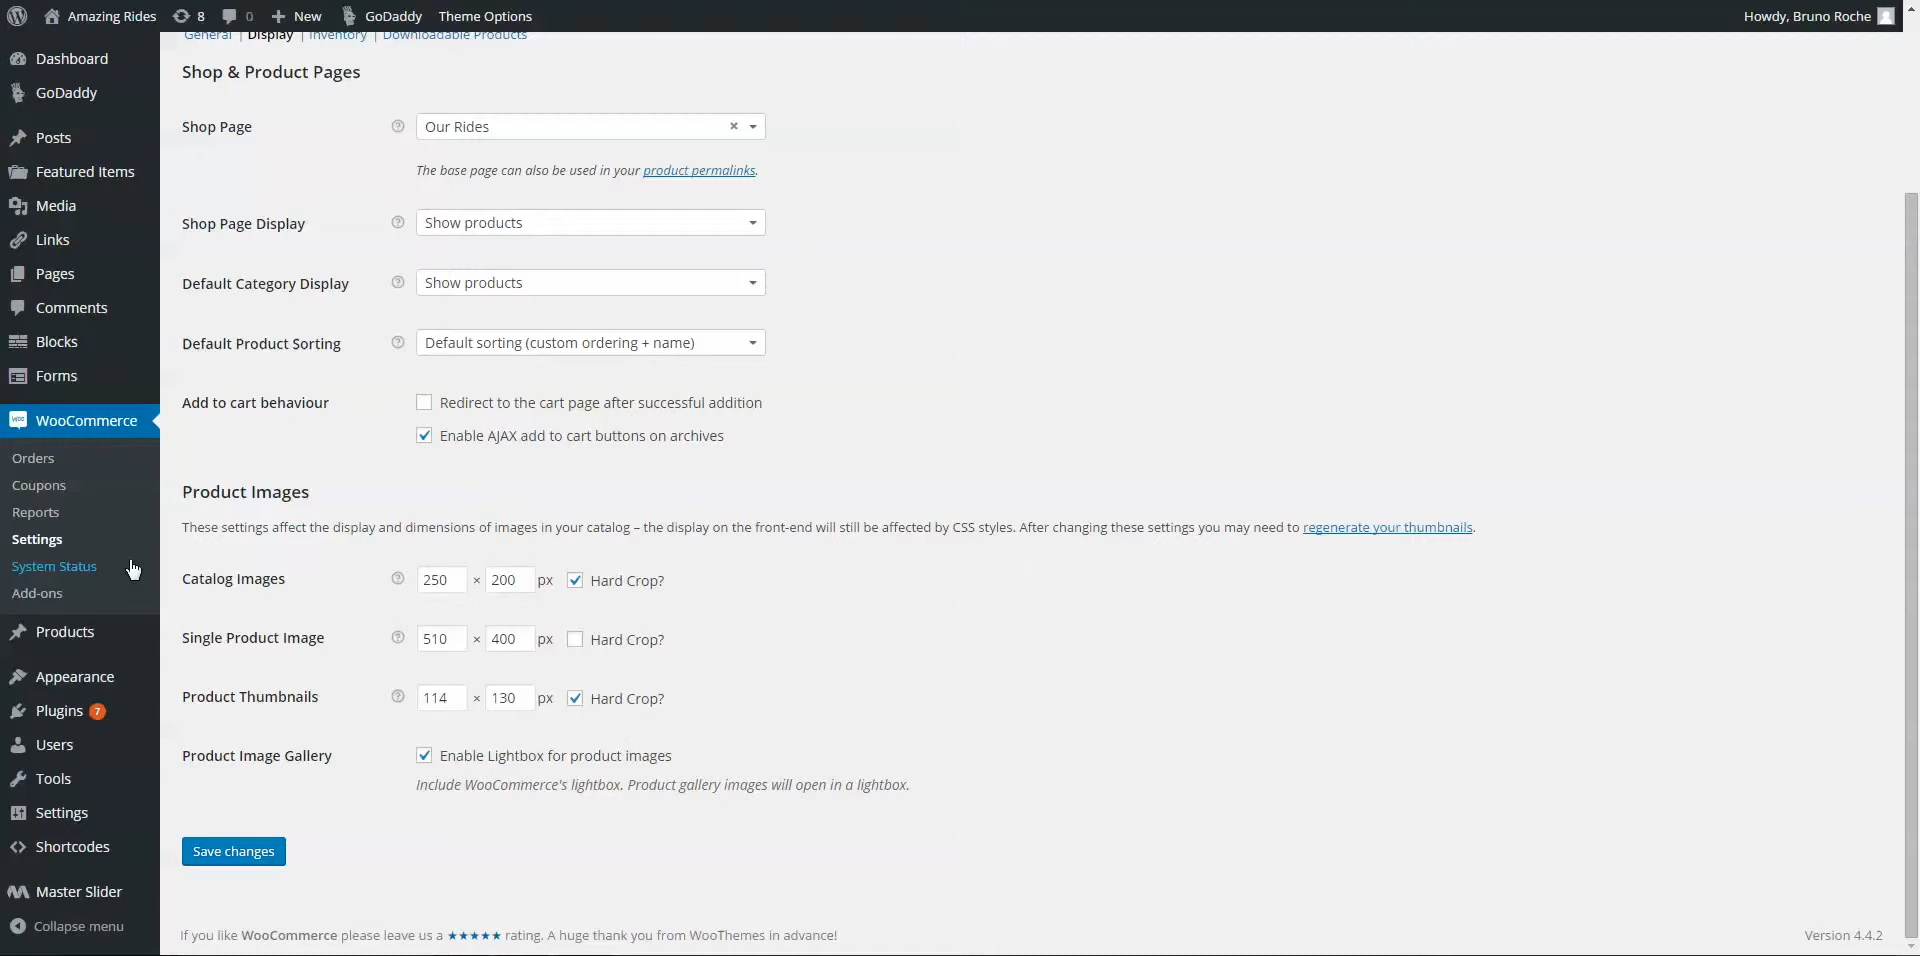 Amazing Rides 8 0 New GoDaddy Theme Options Howdy, Bruno Roche
General | Display | Inventory | Downloadable Products
Dashboard
GoDaddy
Posts
Featured Items
Media
Links
Pages
Comments
Blocks
Forms
WooCommerce
Orders
Coupons
Reports
Settings
System Status
Add-ons
Products
Appearance
Plugins 7
Users
Tools
Settings
Shortcodes
Master Slider
Collapse menu
Shop & Product Pages
Shop Page Our Rides
The base page can also be used in your product permalinks.
Shop Page Display Show products
Default Category Display Show products
Default Product Sorting Default sorting (custom ordering + name)
Add to cart behaviour Redirect to the cart page after successful addition
Enable AJAX add to cart buttons on archives
Product Images
These settings affect the display and dimensions of images in your catalog – the display on the front-end will still be affected by CSS styles. After changing these settings you may need to regenerate your thumbnails.
Catalog Images 250 × 200 px Hard Crop?
Single Product Image 510 × 400 px Hard Crop?
Product Thumbnails 114 × 130 px Hard Crop?
Product Image Gallery Enable Lightbox for product images
Include WooCommerce's lightbox. Product gallery images will open in a lightbox.
Save changes
If you like WooCommerce please leave us a ★★★★★ rating. A huge thank you from WooThemes in advance! Version 4.4.2